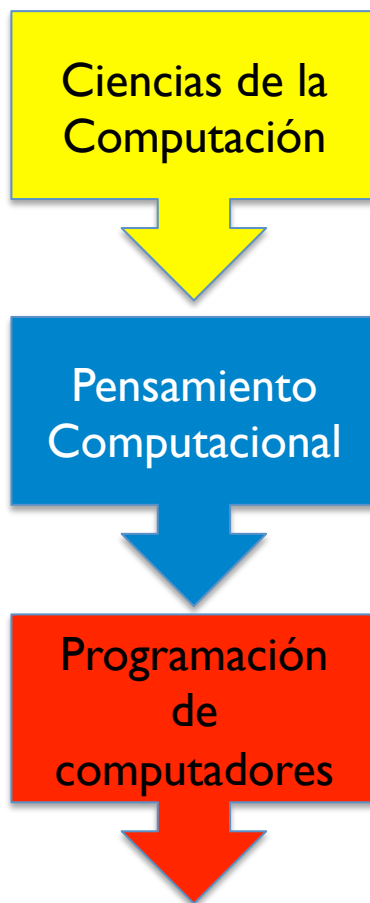 Ciencias de la
Computación
Pensamiento
Computacional
Programación
de
computadores